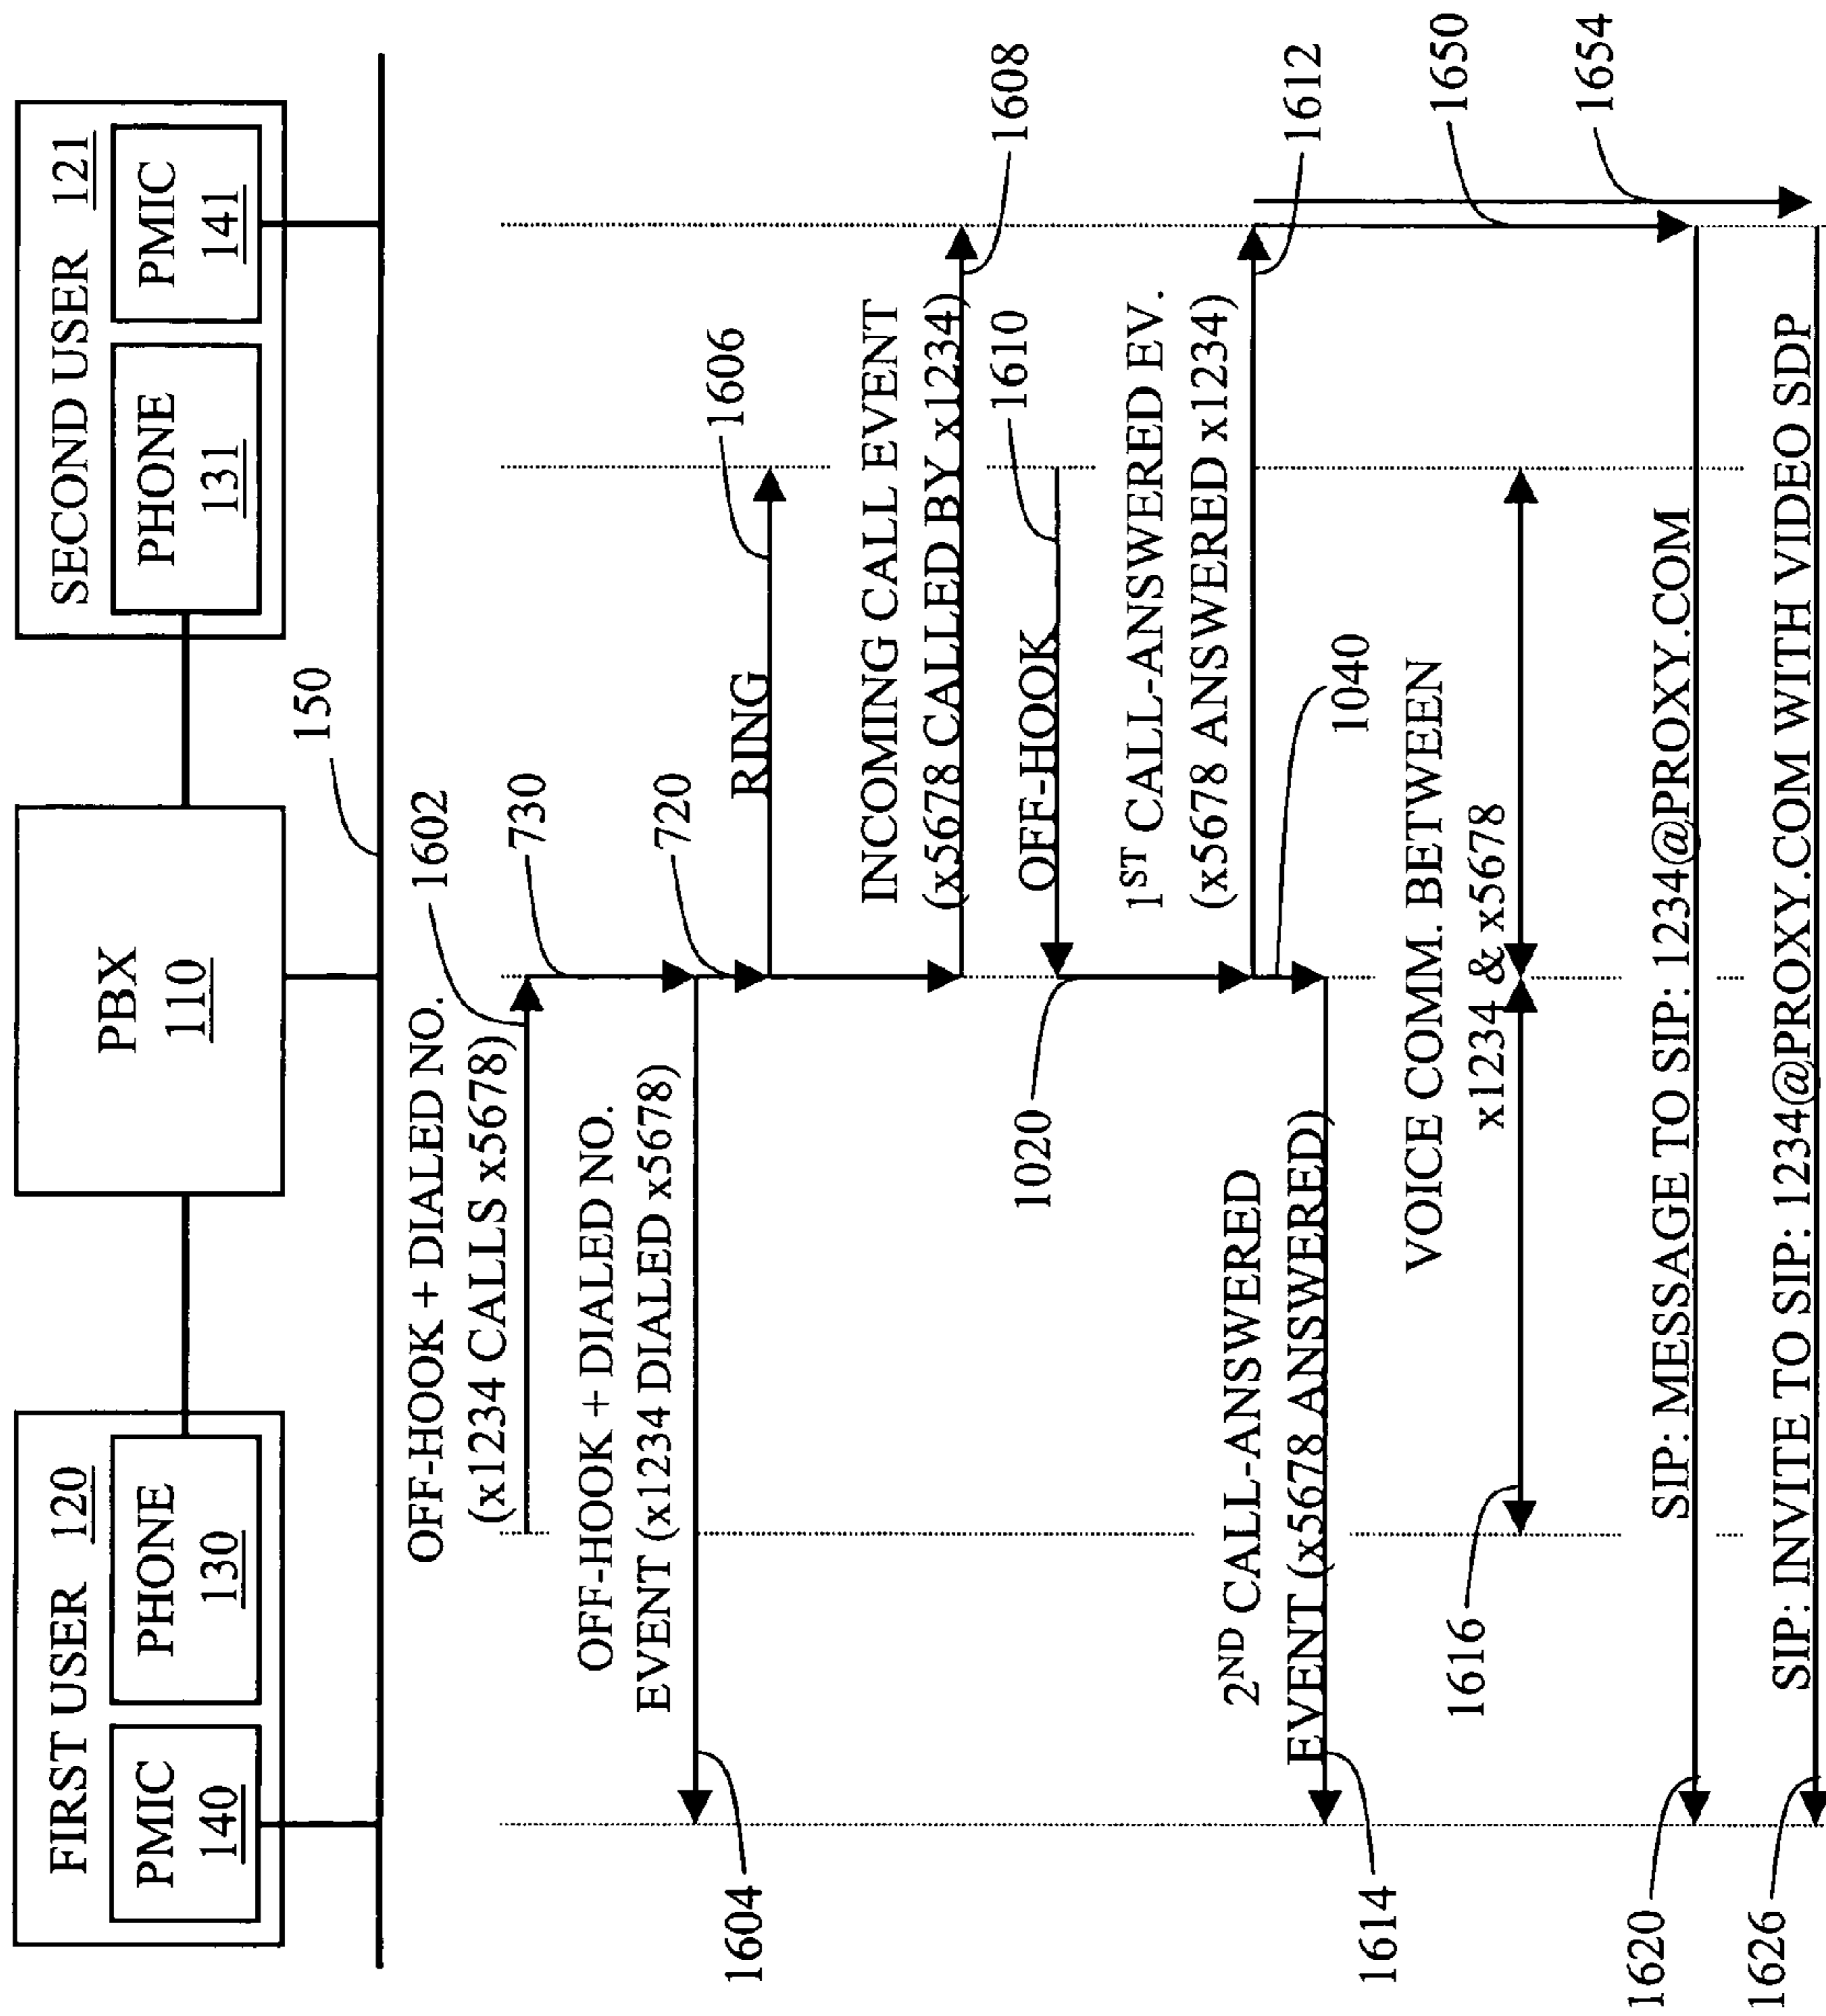 FIRST USER 120
PMIC
140
PHONE
130
PBX
110
SECOND USER 121
PHONE
131
PMIC
141
150
OFF-HOOK + DIALED NO.
(x1234 CALLS x5678)
1602
730
OFF-HOOK + DIALED NO.
EVENT (x1234 DIALED x5678)
1604
720
RING
1606
INCOMING CALL EVENT
(x5678 CALLED BY x1234)
1608
OFF-HOOK
1610
1020
1ST CALL-ANSWERED EV.
(x5678 ANSWERED x1234)
1612
2ND CALL-ANSWERED
EVENT (x5678 ANSWERED)
1614
1040
VOICE COMM. BETWEEN
x1234 & x5678
1616
1650
1654
SIP: MESSAGE TO SIP: 1234@PROXY.COM
1620
SIP: INVITE TO SIP: 1234@PROXY.COM WITH VIDEO SDP
1626